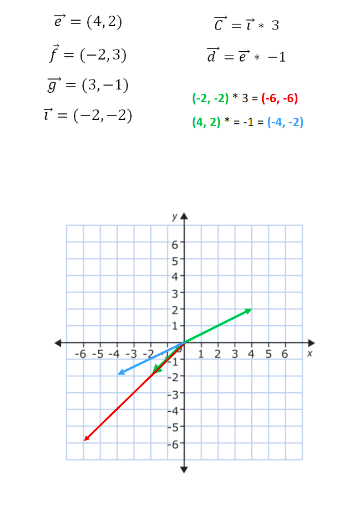 e⃗ = (4, 2)
f⃗ = (−2, 3)
g⃗ = (3, −1)
ı⃗ = (−2, −2)
C⃗ = ı⃗ * 3
d⃗ = e⃗ * −1
(-2, -2) * 3 = (-6, -6)
(4, 2) * = -1 = (-4, -2)
y
6
5
4
3
2
1
-6 -5 -4 -3 -2 1 2 3 4 5 6 x
-1
-2
-3
-4
-5
-6